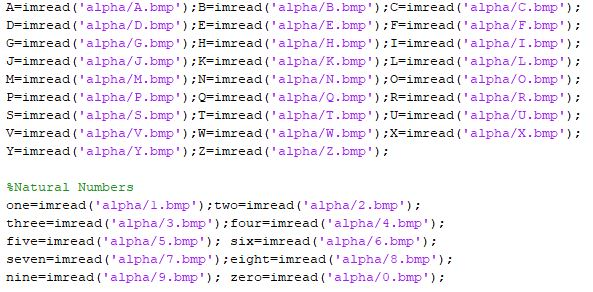 A=imread('alpha/A.bmp');B=imread('alpha/B.bmp');C=imread('alpha/C.bmp');
D=imread('alpha/D.bmp');E=imread('alpha/E.bmp');F=imread('alpha/F.bmp');
G=imread('alpha/G.bmp');H=imread('alpha/H.bmp');I=imread('alpha/I.bmp');
J=imread('alpha/J.bmp');K=imread('alpha/K.bmp');L=imread('alpha/L.bmp');
M=imread('alpha/M.bmp');N=imread('alpha/N.bmp');O=imread('alpha/O.bmp');
P=imread('alpha/P.bmp');Q=imread('alpha/Q.bmp');R=imread('alpha/R.bmp');
S=imread('alpha/S.bmp');T=imread('alpha/T.bmp');U=imread('alpha/U.bmp');
V=imread('alpha/V.bmp');W=imread('alpha/W.bmp');X=imread('alpha/X.bmp');
Y=imread('alpha/Y.bmp');Z=imread('alpha/Z.bmp');
%Natural Numbers
one=imread('alpha/1.bmp');two=imread('alpha/2.bmp');
three=imread('alpha/3.bmp');four=imread('alpha/4.bmp');
five=imread('alpha/5.bmp'); six=imread('alpha/6.bmp');
seven=imread('alpha/7.bmp');eight=imread('alpha/8.bmp');
nine=imread('alpha/9.bmp'); zero=imread('alpha/0.bmp');